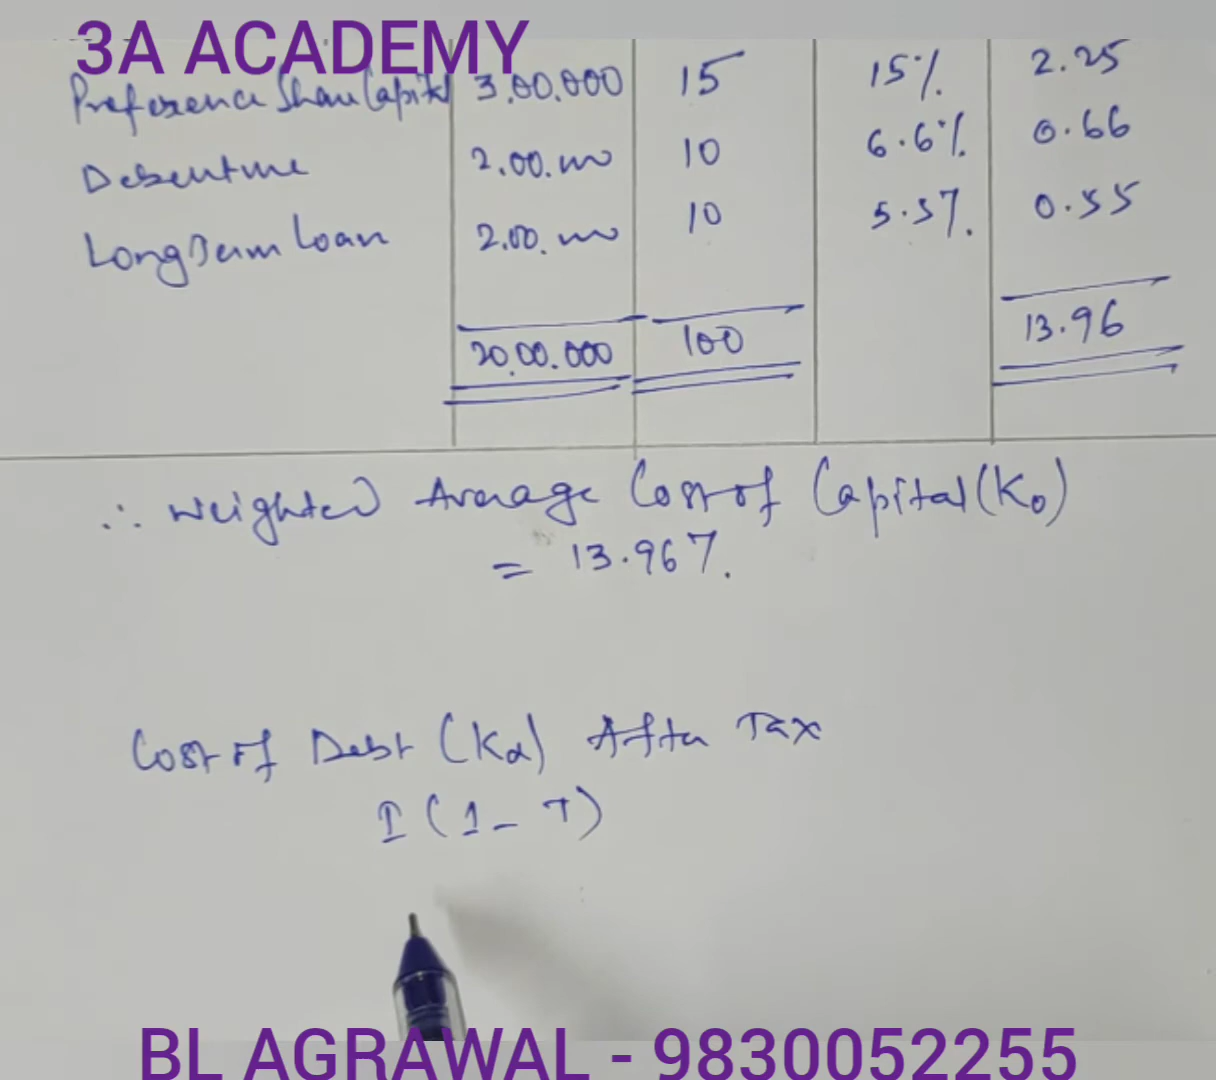 3A ACADEMY
Preference Share Capital 3,00,000 15 15% 2.25
Debenture 2,00,000 10 6.6% 0.66
Long Term Loan 2,00,000 10 5.5% 0.55
20,00,000 100 13.96
∴ Weighted Average Cost of Capital (Ko)
= 13.96%
Cost of Debt (Kd) After Tax
I (1 - T)
BL AGRAWAL - 9830052255